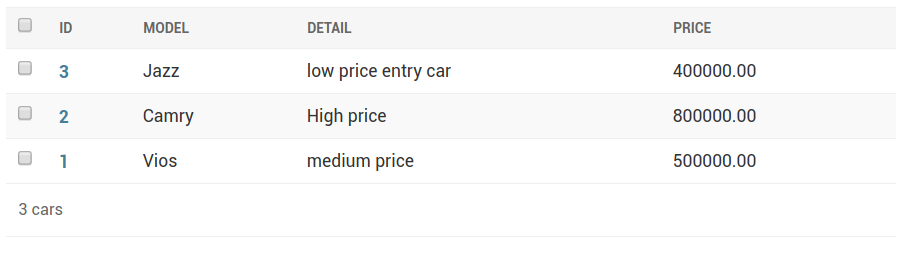 ID MODEL DETAIL PRICE
3 Jazz low price entry car 400000.00
2 Camry High price 800000.00
1 Vios medium price 500000.00
3 cars